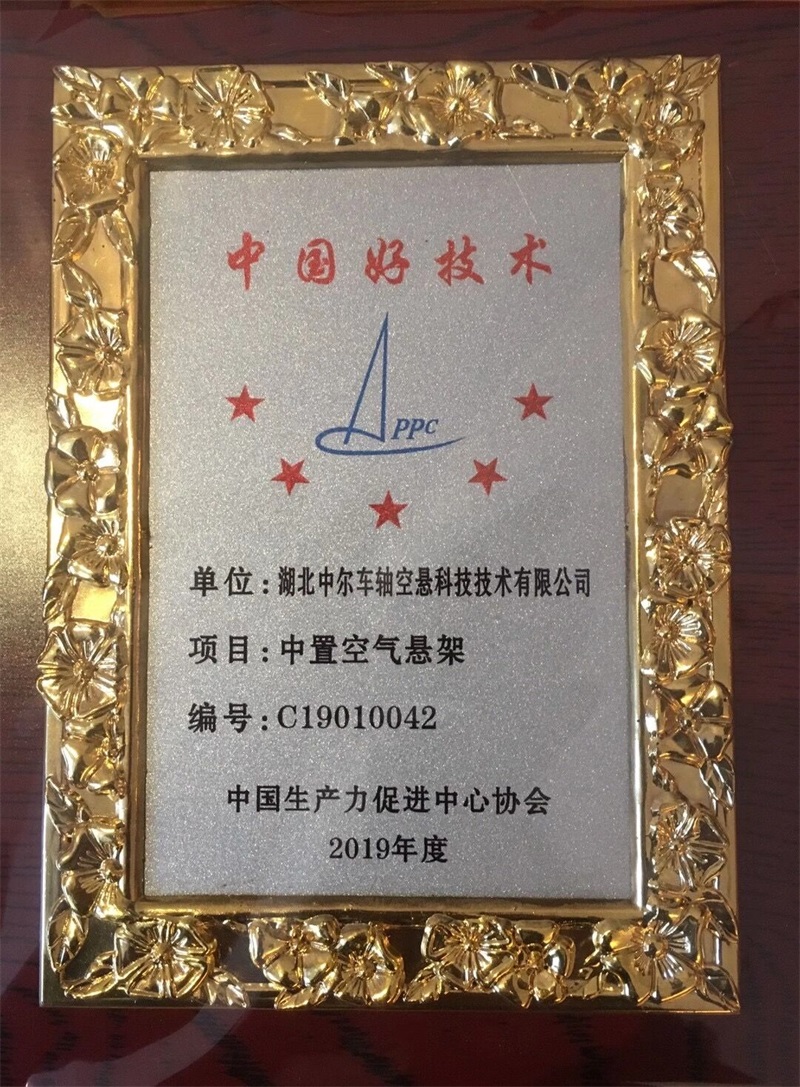 中国好技术
PPC
单位:湖北中尔车轴空悬科技技术有限公司
项目:中置空气悬架
编号:C19010042
中国生产力促进中心协会
2019年度